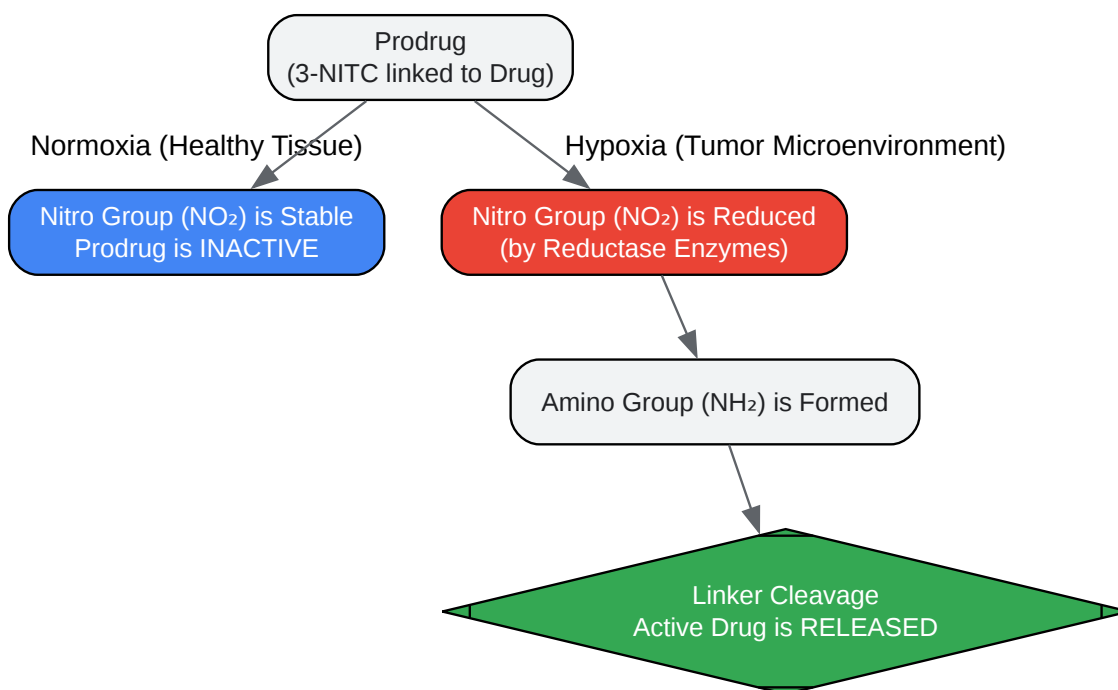 Prodrug
(3-NITC linked to Drug)
Normoxia (Healthy Tissue)
Hypoxia (Tumor Microenvironment)
Nitro Group (NO₂) is Stable
Prodrug is INACTIVE
Nitro Group (NO₂) is Reduced
(by Reductase Enzymes)
Amino Group (NH₂) is Formed
Linker Cleavage
Active Drug is RELEASED